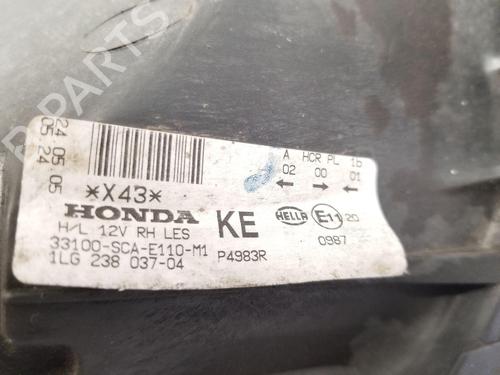 24 05 05
05 24
*X43*
HONDA
KE
H/L 12V RH LES
33100-SCA-E110-M1
1LG 238 037-04
P4983R
A HCR PL 1b
02 00 01
HELLA
E11
20
0987
PARTS